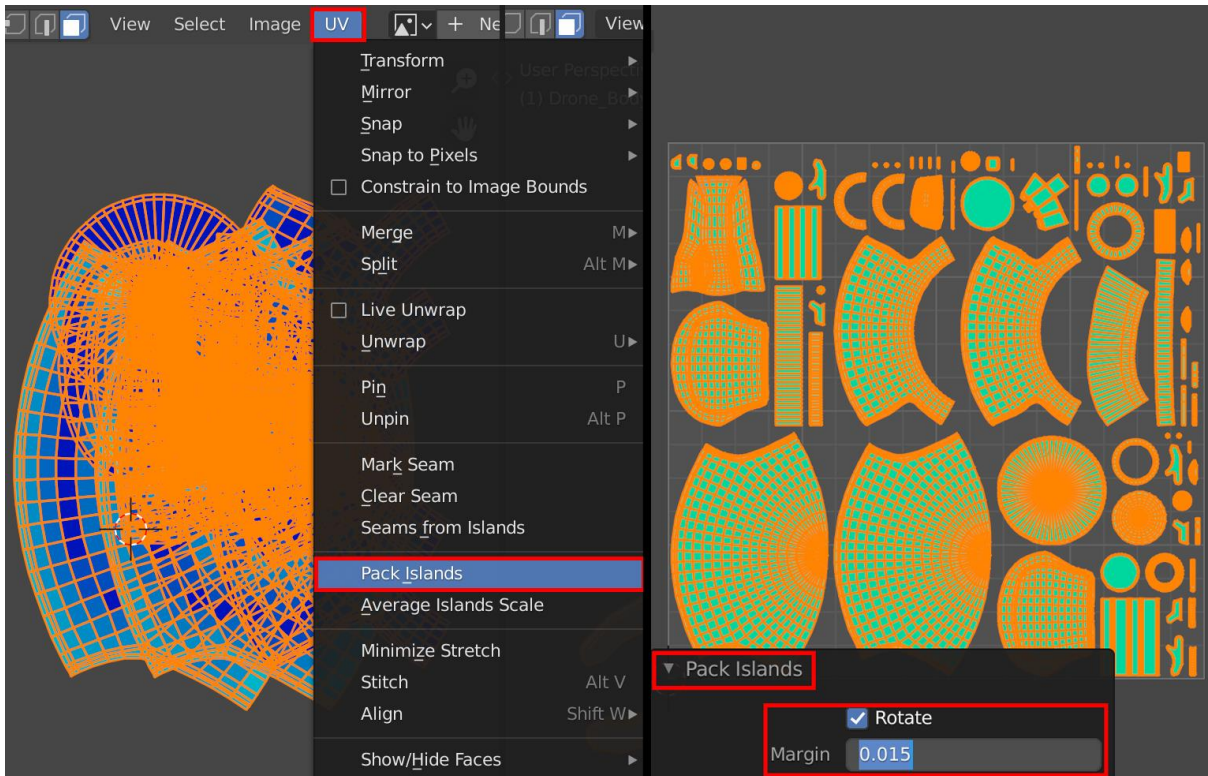 View Select Image UV Ne View
Transform
Mirror
Snap
Snap to Pixels
Constrain to Image Bounds
Merge M
Split Alt M
Live Unwrap
Unwrap U
Pin P
Unpin Alt P
Mark Seam
Clear Seam
Seams from Islands
Pack Islands
Average Islands Scale
Minimize Stretch
Stitch Alt V
Align Shift W
Show/Hide Faces
User Perspecti
(1) Drone_Bod
Pack Islands
Rotate
Margin 0.015